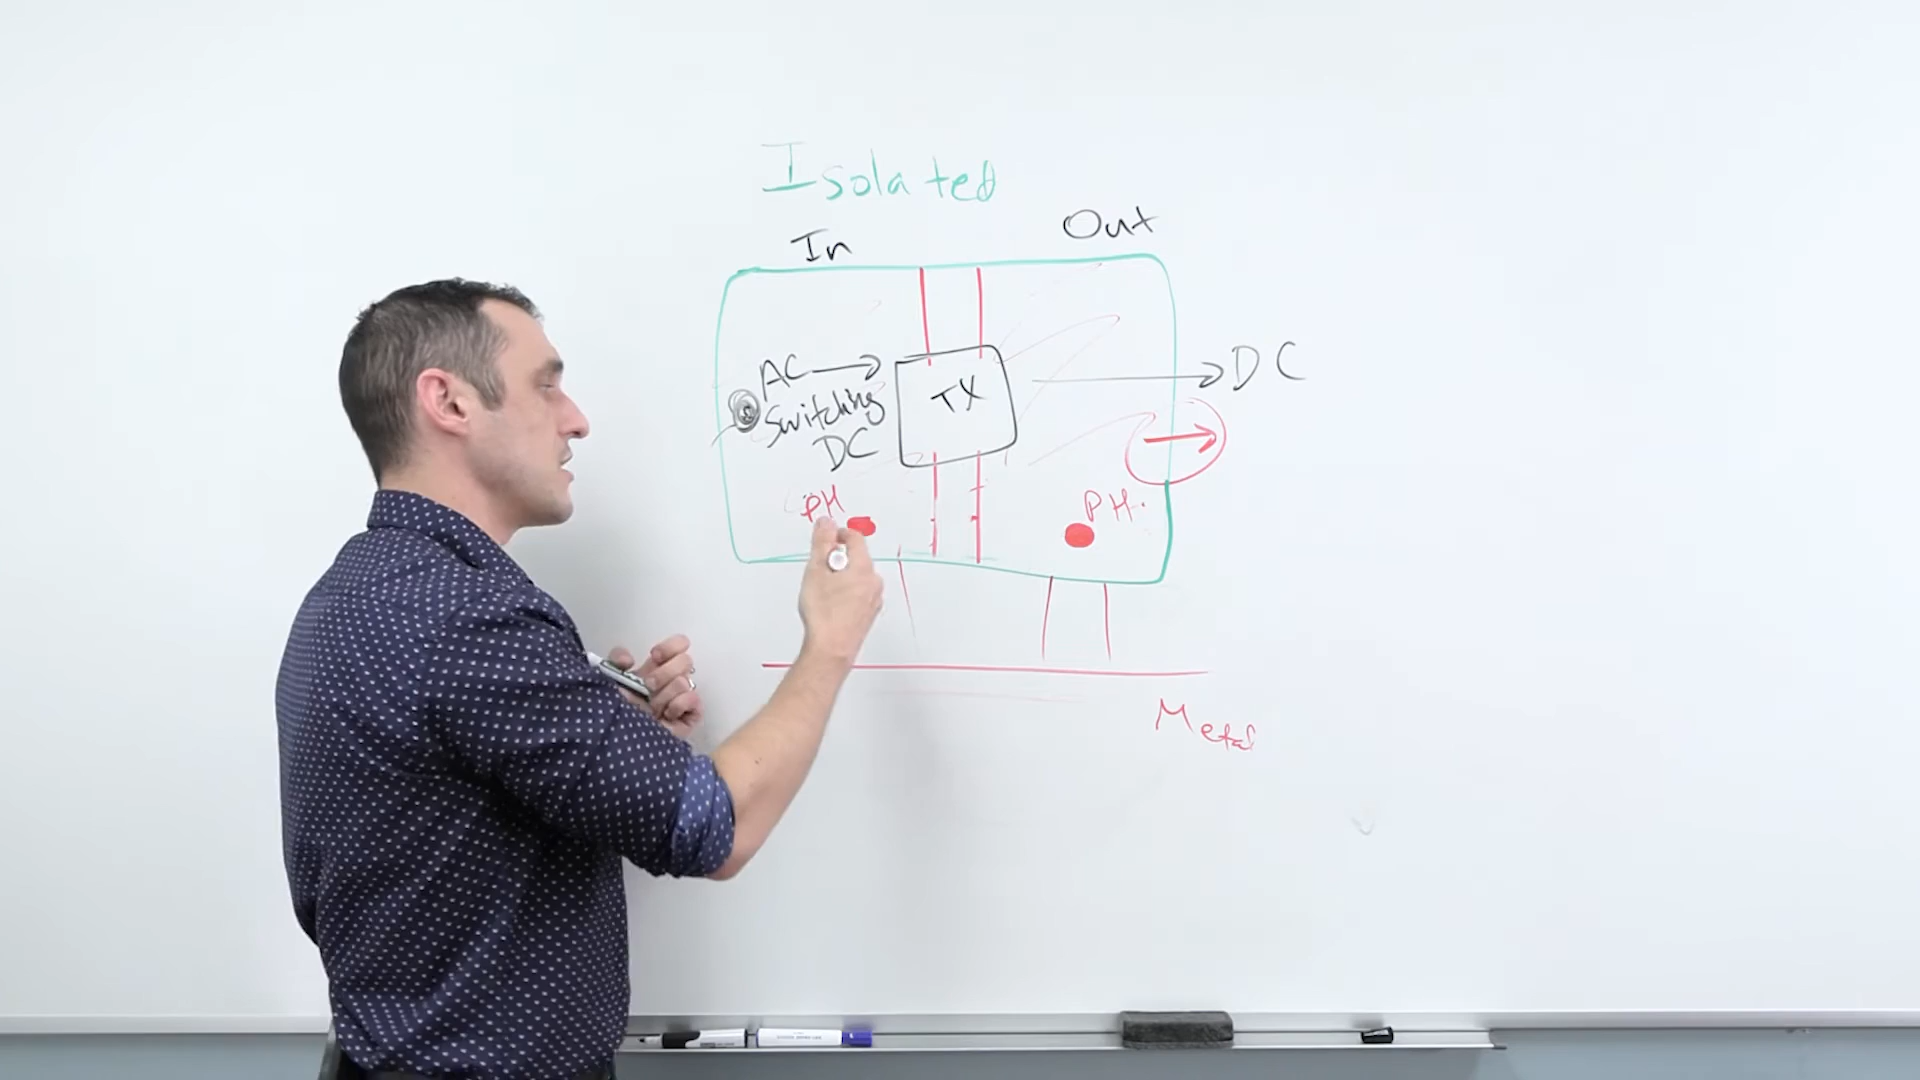 Isolated
In
Out
AC
Switching
DC
TX
DC
PH
PH.
Metal